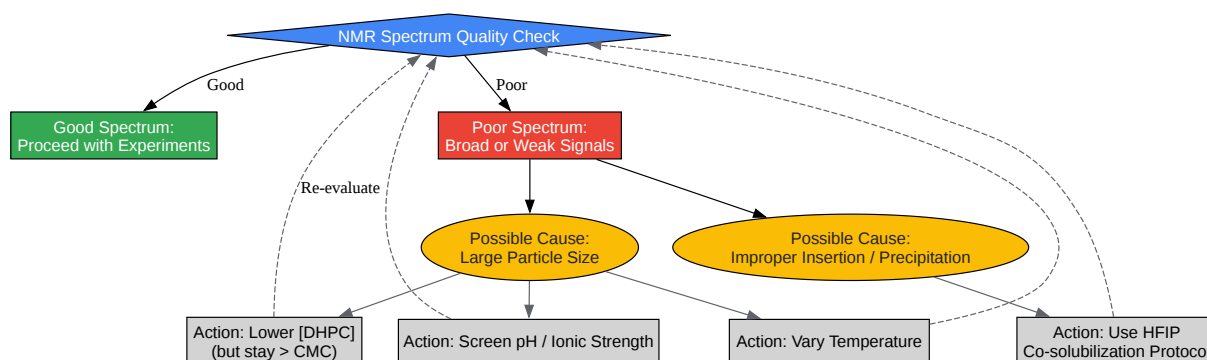 NMR Spectrum Quality Check
Good
Poor
Good Spectrum:
Proceed with Experiments
Poor Spectrum:
Broad or Weak Signals
Re-evaluate
Possible Cause:
Large Particle Size
Possible Cause:
Improper Insertion / Precipitation
Action: Lower [DHPC]
(but stay > CMC)
Action: Screen pH / Ionic Strength
Action: Vary Temperature
Action: Use HFIP
Co-solubilization Protoco